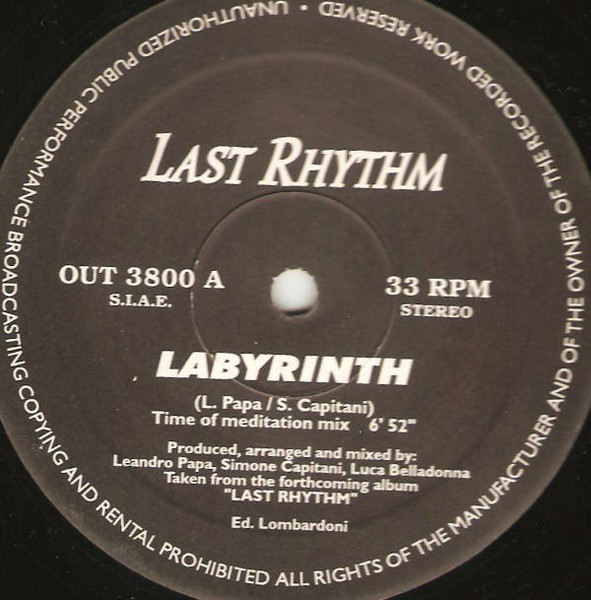 LAST RHYTHM
OUT 3800 A
S.I.A.E.
33 RPM
STEREO
LABYRINTH
(L. Papa / S. Capitani)
Time of meditation mix 6' 52"
Produced, arranged and mixed by:
Leandro Papa, Simone Capitani, Luca Belladonna
Taken from the forthcoming album
"LAST RHYTHM"
Ed. Lombardoni
UNAUTHORIZED PUBLIC PERFORMANCE BROADCASTING COPYING AND RENTAL PROHIBITED ALL RIGHTS OF THE MANUFACTURER AND OF THE OWNER OF THE RECORDED WORK RESERVED •